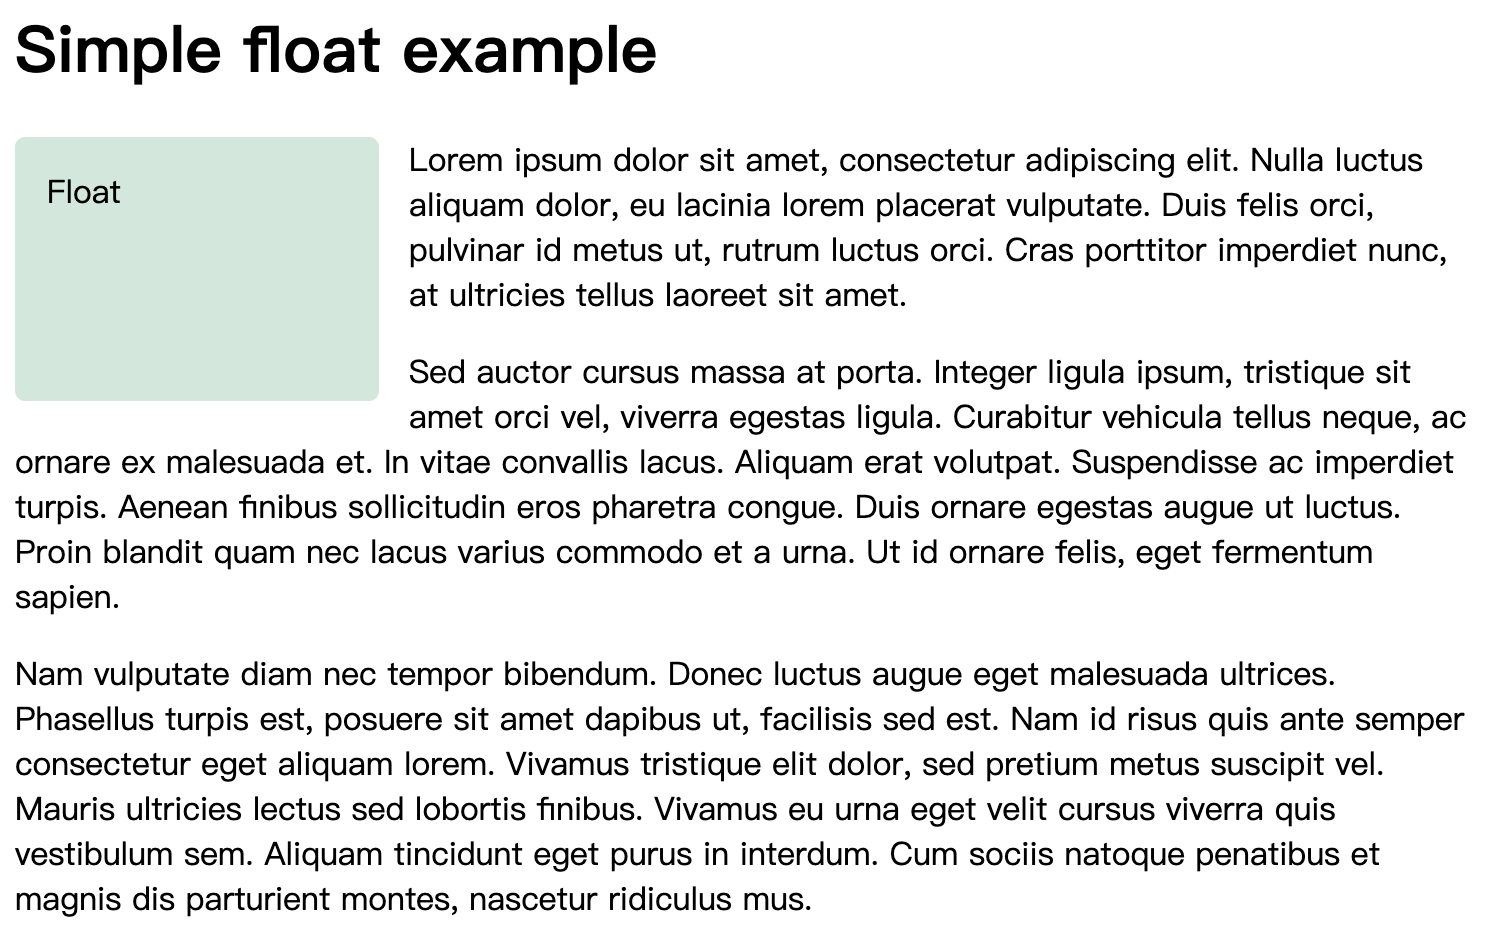 Simple float example
Float
Lorem ipsum dolor sit amet, consectetur adipiscing elit. Nulla luctus
aliquam dolor, eu lacinia lorem placerat vulputate. Duis felis orci,
pulvinar id metus ut, rutrum luctus orci. Cras porttitor imperdiet nunc,
at ultricies tellus laoreet sit amet.
Sed auctor cursus massa at porta. Integer ligula ipsum, tristique sit
amet orci vel, viverra egestas ligula. Curabitur vehicula tellus neque, ac
ornare ex malesuada et. In vitae convallis lacus. Aliquam erat volutpat. Suspendisse ac imperdiet
turpis. Aenean finibus sollicitudin eros pharetra congue. Duis ornare egestas augue ut luctus.
Proin blandit quam nec lacus varius commodo et a urna. Ut id ornare felis, eget fermentum
sapien.
Nam vulputate diam nec tempor bibendum. Donec luctus augue eget malesuada ultrices.
Phasellus turpis est, posuere sit amet dapibus ut, facilisis sed est. Nam id risus quis ante semper
consectetur eget aliquam lorem. Vivamus tristique elit dolor, sed pretium metus suscipit vel.
Mauris ultricies lectus sed lobortis finibus. Vivamus eu urna eget velit cursus viverra quis
vestibulum sem. Aliquam tincidunt eget purus in interdum. Cum sociis natoque penatibus et
magnis dis parturient montes, nascetur ridiculus mus.